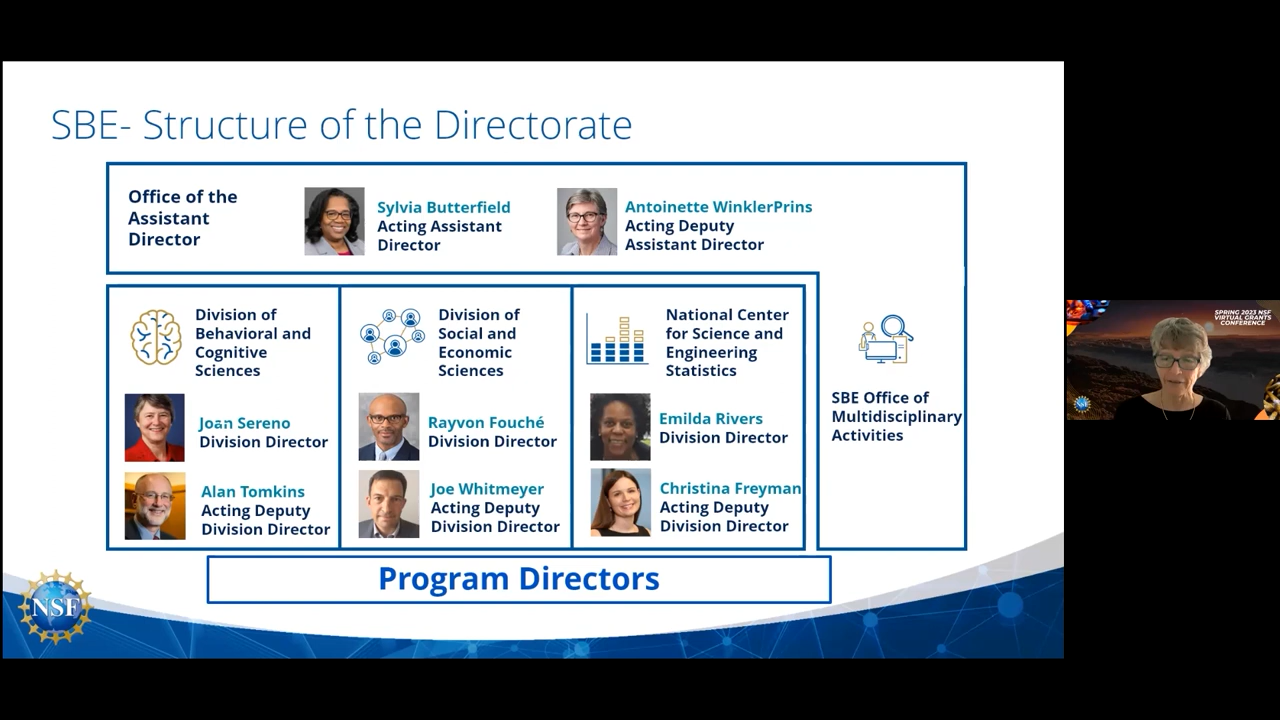 SBE- Structure of the Directorate
Office of the
Assistant
Director
Sylvia Butterfield
Acting Assistant
Director
Antoinette WinklerPrins
Acting Deputy
Assistant Director
Division of
Behavioral and
Cognitive
Sciences
Joan Sereno
Division Director
Alan Tomkins
Acting Deputy
Division Director
Division of
Social and
Economic
Sciences
Rayvon Fouché
Division Director
Joe Whitmeyer
Acting Deputy
Division Director
National Center
for Science and
Engineering
Statistics
Emilda Rivers
Division Director
Christina Freyman
Acting Deputy
Division Director
SBE Office of
Multidisciplinary
Activities
Program Directors
NSF
SPRING 2023 NSF
VIRTUAL GRANTS
CONFERENCE